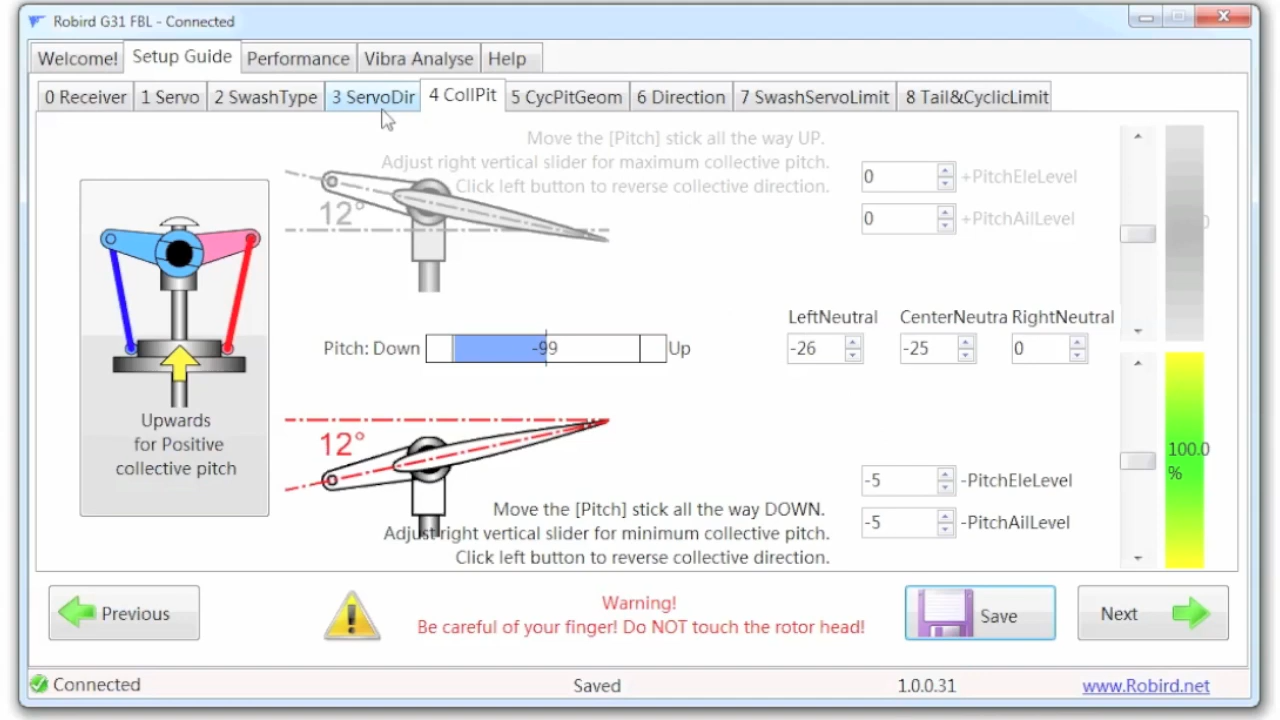 Robird G31 FBL - Connected
Welcome! Setup Guide Performance Vibra Analyse Help
0 Receiver 1 Servo 2 SwashType 3 ServoDir 4 CollPit 5 CycPitGeom 6 Direction 7 SwashServoLimit 8 Tail&CyclicLimit
Move the [Pitch] stick all the way UP.
Adjust right vertical slider for maximum collective pitch.
Click left button to reverse collective direction.
12°
0 +PitchEleLevel
0 +PitchAilLevel
0
LeftNeutral CenterNeutra RightNeutral
Pitch: Down -99 Up -26 -25 0
Upwards
for Positive
collective pitch
12°
100.0
%
-5 -PitchEleLevel
-5 -PitchAilLevel
Move the [Pitch] stick all the way DOWN.
Adjust right vertical slider for minimum collective pitch.
Click left button to reverse collective direction.
Previous
Warning!
Be careful of your finger! Do NOT touch the rotor head!
Save
Next
Connected Saved 1.0.0.31 www.Robird.net